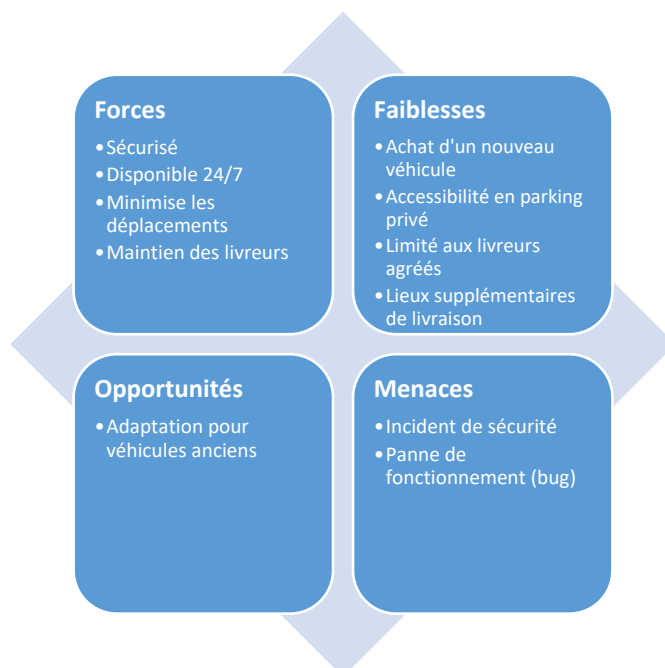 Forces
•Sécurisé
•Disponible 24/7
•Minimise les
déplacements
•Maintien des livreurs
Faiblesses
•Achat d'un nouveau
véhicule
•Accessibilité en parking
privé
•Limité aux livreurs
agréés
•Lieux supplémentaires
de livraison
Opportunités
•Adaptation pour
véhicules anciens
Menaces
•Incident de sécurité
•Panne de
fonctionnement (bug)